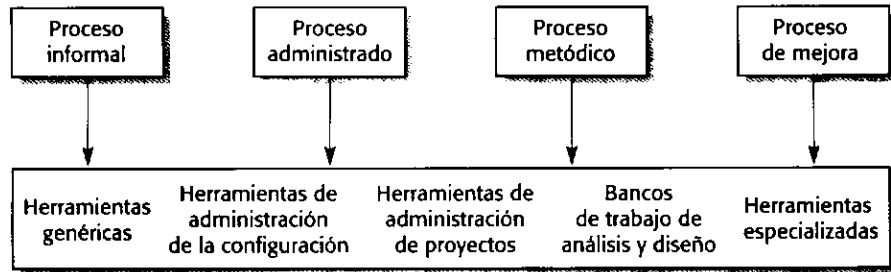 Proceso
informal
Proceso
administrado
Proceso
metódico
Proceso
de mejora
Herramientas
genéricas
Herramientas de
administración
de la configuración
Herramientas de
administración
de proyectos
Bancos
de trabajo de
análisis y diseño
Herramientas
especializadas